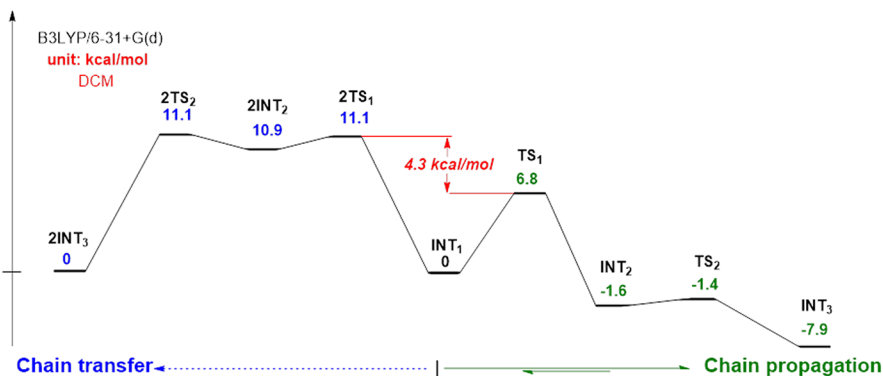 B3LYP/6-31+G(d)
unit: kcal/mol
DCM
2TS₂
11.1
2INT₂
10.9
2TS₁
11.1
4.3 kcal/mol
TS₁
6.8
2INT₃
0
INT₁
0
INT₂
-1.6
TS₂
-1.4
INT₃
-7.9
Chain transfer
Chain propagation